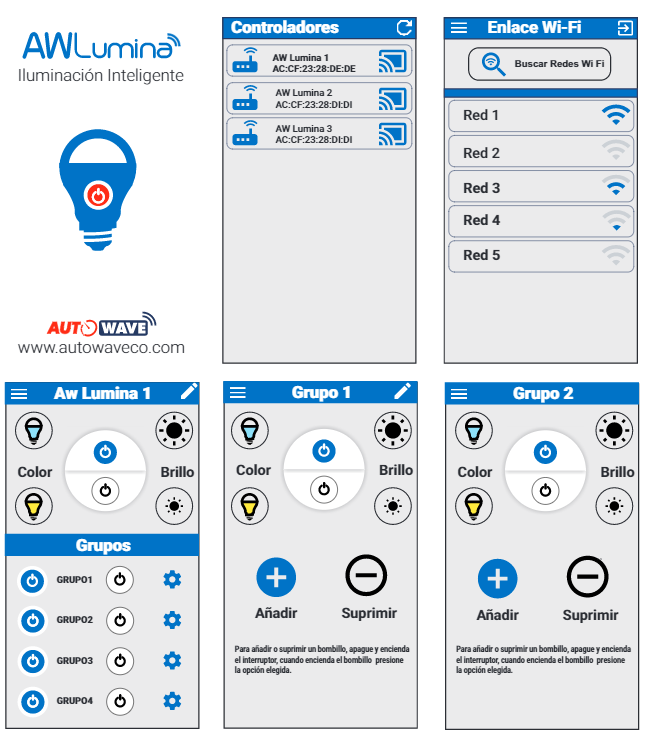 AWLumina
Iluminación Inteligente
AUTO WAVE
www.autowaveco.com
Controladores
AW Lumina 1
AC:CF:23:28:DE:DE
AW Lumina 2
AC:CF:23:28:DI:DI
AW Lumina 3
AC:CF:23:28:DI:DI
Enlace Wi-Fi
Buscar Redes Wi Fi
Red 1
Red 2
Red 3
Red 4
Red 5
Aw Lumina 1
Color
Brillo
Grupos
GRUPO1
GRUPO2
GRUPO3
GRUPO4
Grupo 1
Color
Brillo
Añadir
Suprimir
Para añadir o suprimir un bombillo, apague y encienda
el interruptor, cuando encienda el bombillo presione
la opción elegida.
Grupo 2
Color
Brillo
Añadir
Suprimir
Para añadir o suprimir un bombillo, apague y encienda
el interruptor, cuando encienda el bombillo presione
la opción elegida.